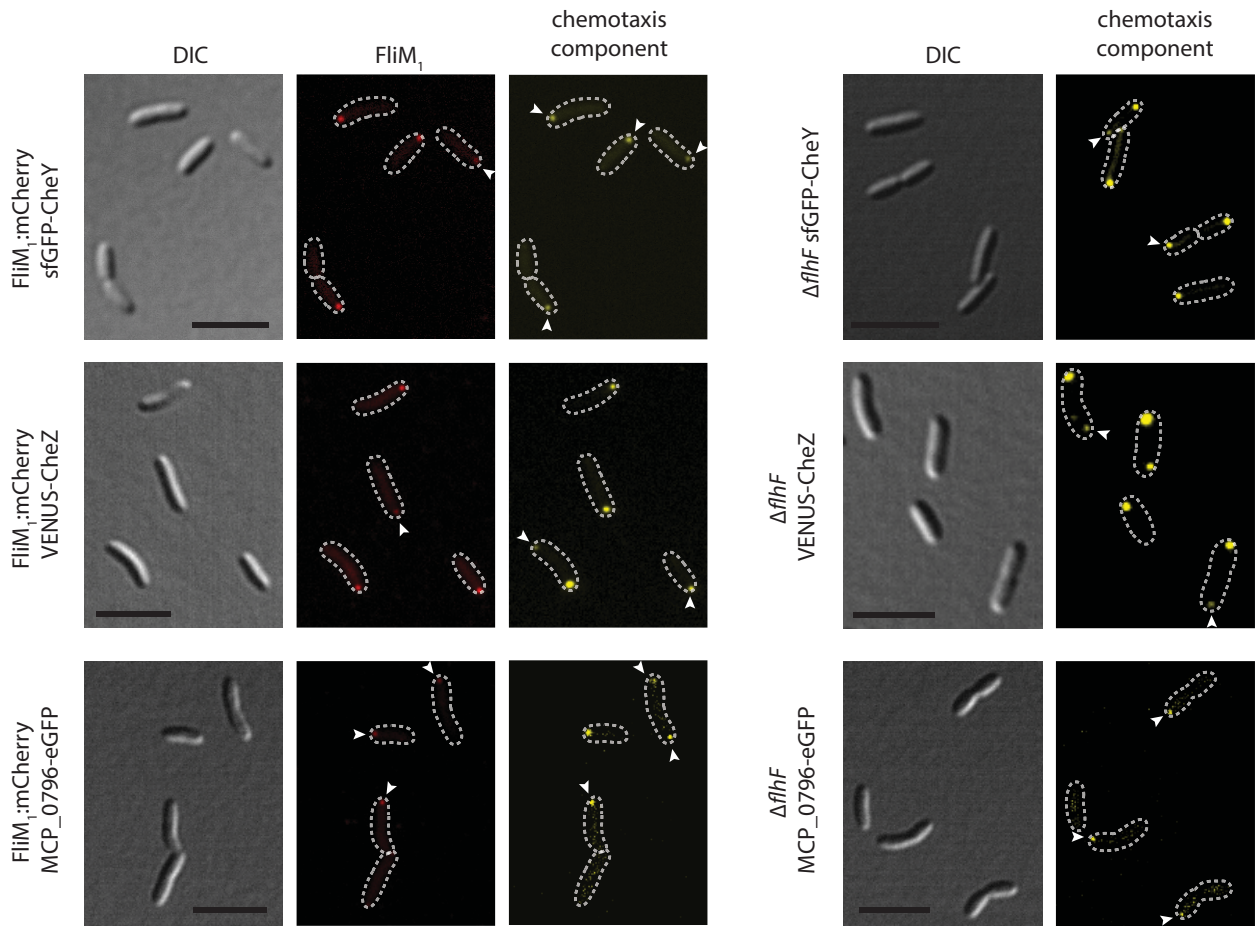 chemotaxis
component
DIC
FliM1
DIC
chemotaxis
component
FliM1:mCherry
sfGFP-CheY
ΔflhF sfGFP-CheY
FliM1:mCherry
VENUS-CheZ
ΔflhF
VENUS-CheZ
FliM1:mCherry
MCP_0796-eGFP
ΔflhF
MCP_0796-eGFP